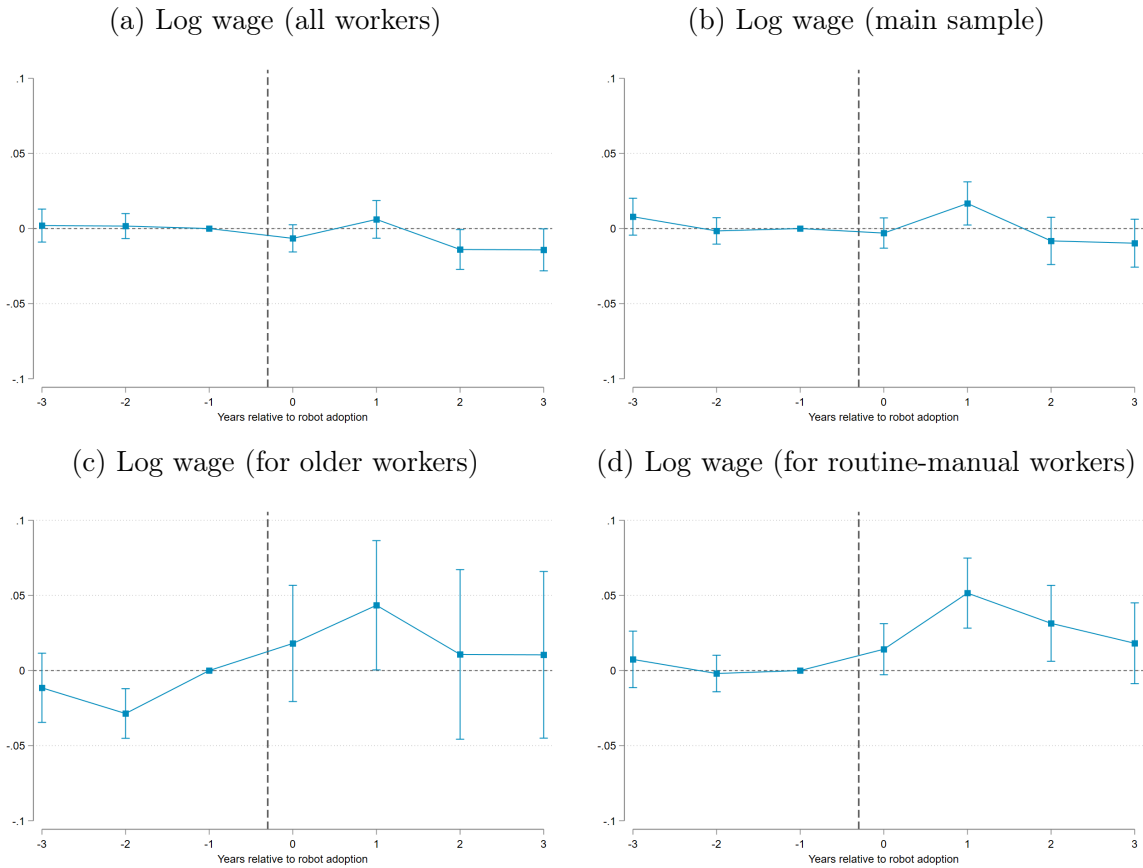 (a) Log wage (all workers)
.1
.05
0
-.05
-.1
-3 -2 -1 0 1 2 3
Years relative to robot adoption
(b) Log wage (main sample)
.1
.05
0
-.05
-.1
-3 -2 -1 0 1 2 3
Years relative to robot adoption
(c) Log wage (for older workers)
.1
.05
0
-.05
-.1
-3 -2 -1 0 1 2 3
Years relative to robot adoption
(d) Log wage (for routine-manual workers)
.1
.05
0
-.05
-.1
-3 -2 -1 0 1 2 3
Years relative to robot adoption